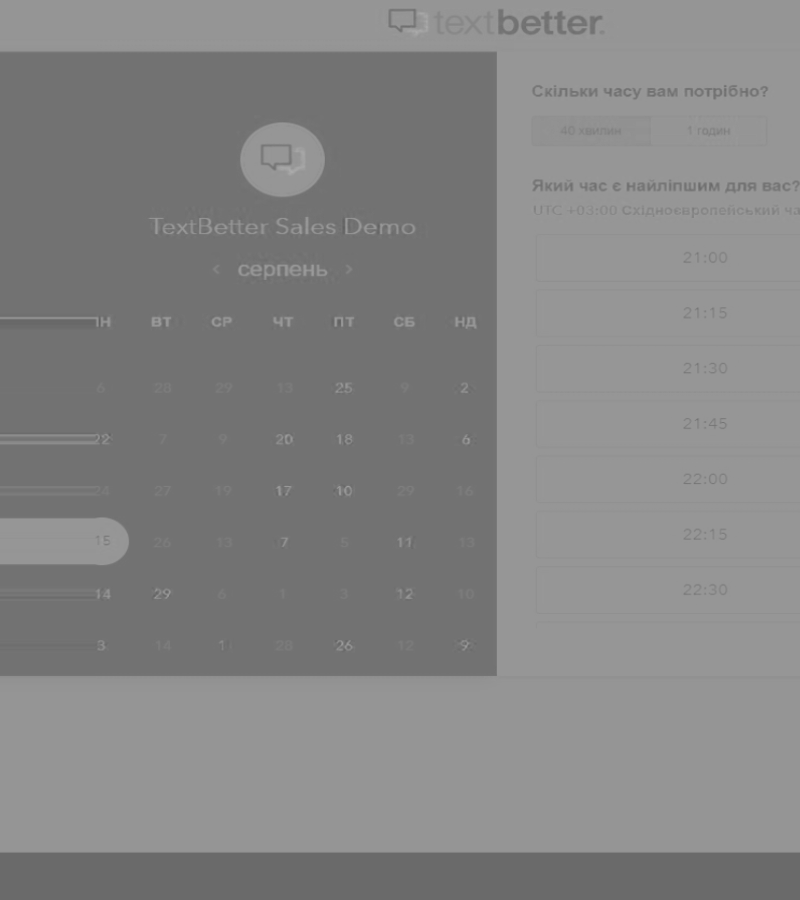 textbetter.
TextBetter Sales Demo
‹ серпень ›
ВТ СР ЧТ ПТ СБ НД
6 28 29 13 25 9 2
22 7 9 20 18 13 6
24 27 19 17 10 29 16
15 26 13 7 5 11 13
14 29 6 1 3 12 10
3 14 1 28 26 12 9
Скільки часу вам потрібно?
40 хвилин 1 годин
Який час є найліпшим для вас?
UTC +03:00 Східноєвропейський
21:00
21:15
21:30
21:45
22:00
22:15
22:30